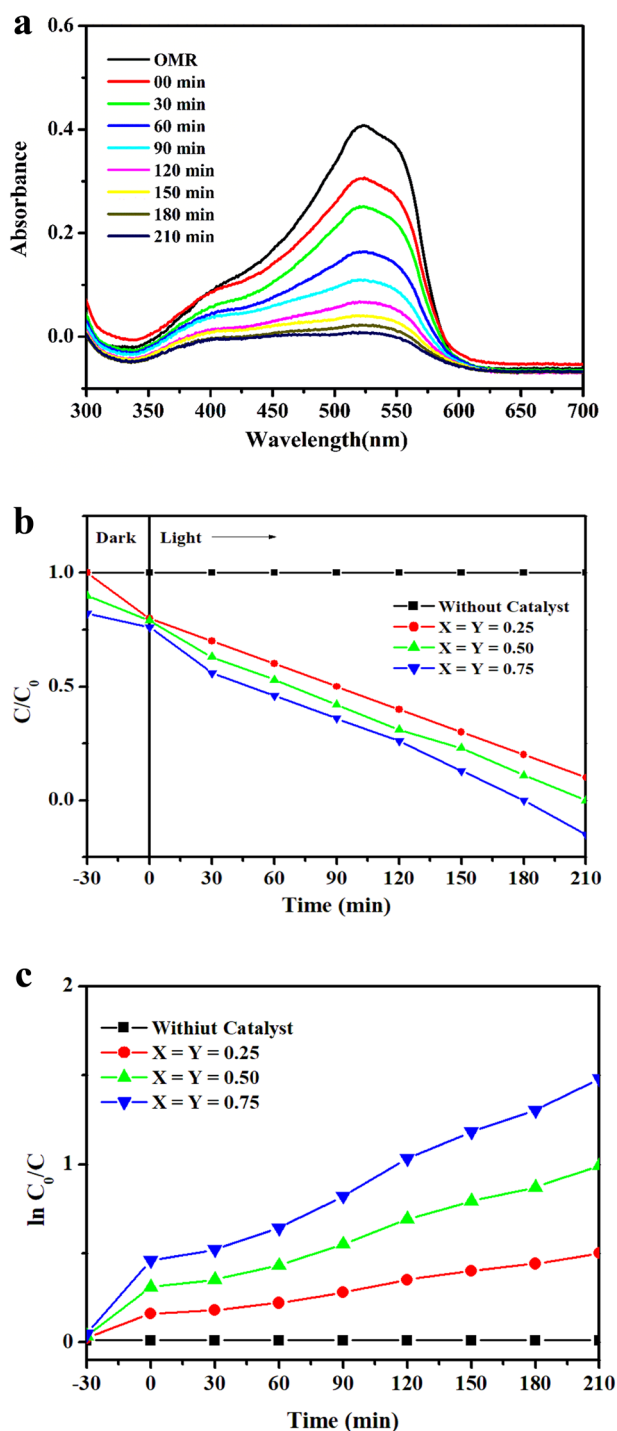 a
0.6
0.4
0.2
0.0
Absorbance
OMR
00 min
30 min
60 min
90 min
120 min
150 min
180 min
210 min
300 350 400 450 500 550 600 650 700
Wavelength(nm)
b
Dark Light
1.0
0.5
0.0
C/C0
Without Catalyst
X = Y = 0.25
X = Y = 0.50
X = Y = 0.75
-30 0 30 60 90 120 150 180 210
Time (min)
c
2
1
0
ln C0/C
Withiut Catalyst
X = Y = 0.25
X = Y = 0.50
X = Y = 0.75
-30 0 30 60 90 120 150 180 210
Time (min)